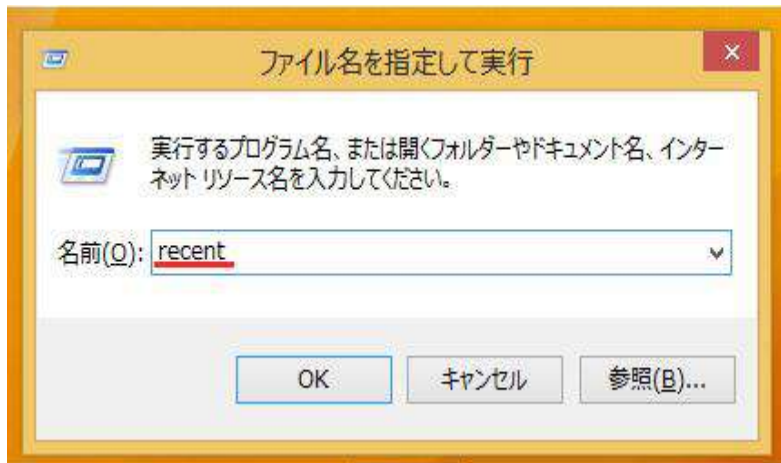 ファイル名を指定して実行
実行するプログラム名、または開くフォルダーやドキュメント名、インター
ネット リソース名を入力してください。
名前(O): recent
OK キャンセル 参照(B)...